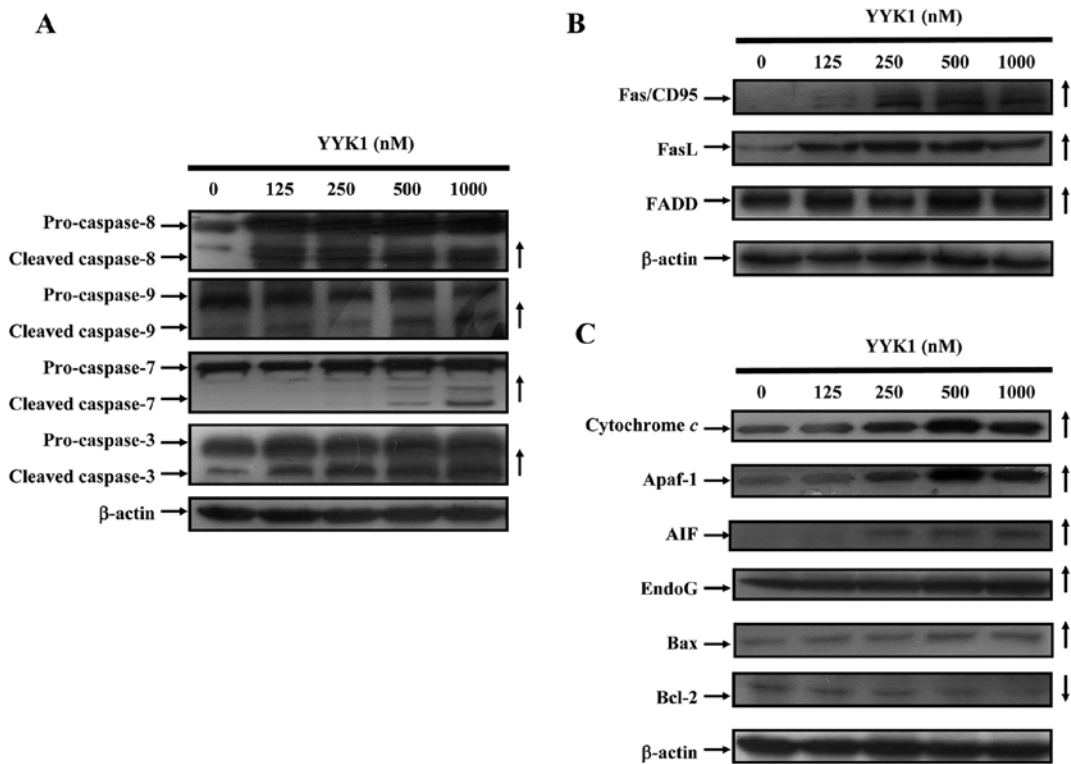 A
YYK1 (nM)
0 125 250 500 1000
Pro-caspase-8
Cleaved caspase-8
Pro-caspase-9
Cleaved caspase-9
Pro-caspase-7
Cleaved caspase-7
Pro-caspase-3
Cleaved caspase-3
β-actin
B
YYK1 (nM)
0 125 250 500 1000
Fas/CD95
FasL
FADD
β-actin
C
YYK1 (nM)
0 125 250 500 1000
Cytochrome c
Apaf-1
AIF
EndoG
Bax
Bcl-2
β-actin